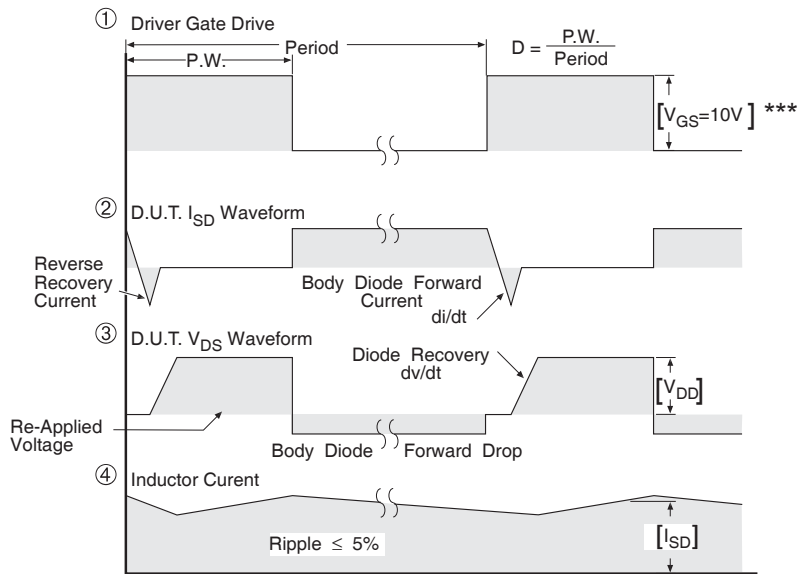 ① Driver Gate Drive
Period
P.W.
D = P.W. / Period
[VGS=10V] ***
② D.U.T. ISD Waveform
Reverse
Recovery
Current
Body Diode Forward
Current
di/dt
③ D.U.T. VDS Waveform
Diode Recovery
dv/dt
[VDD]
Re-Applied
Voltage
Body Diode Forward Drop
④ Inductor Curent
Ripple ≤ 5%
[ISD]